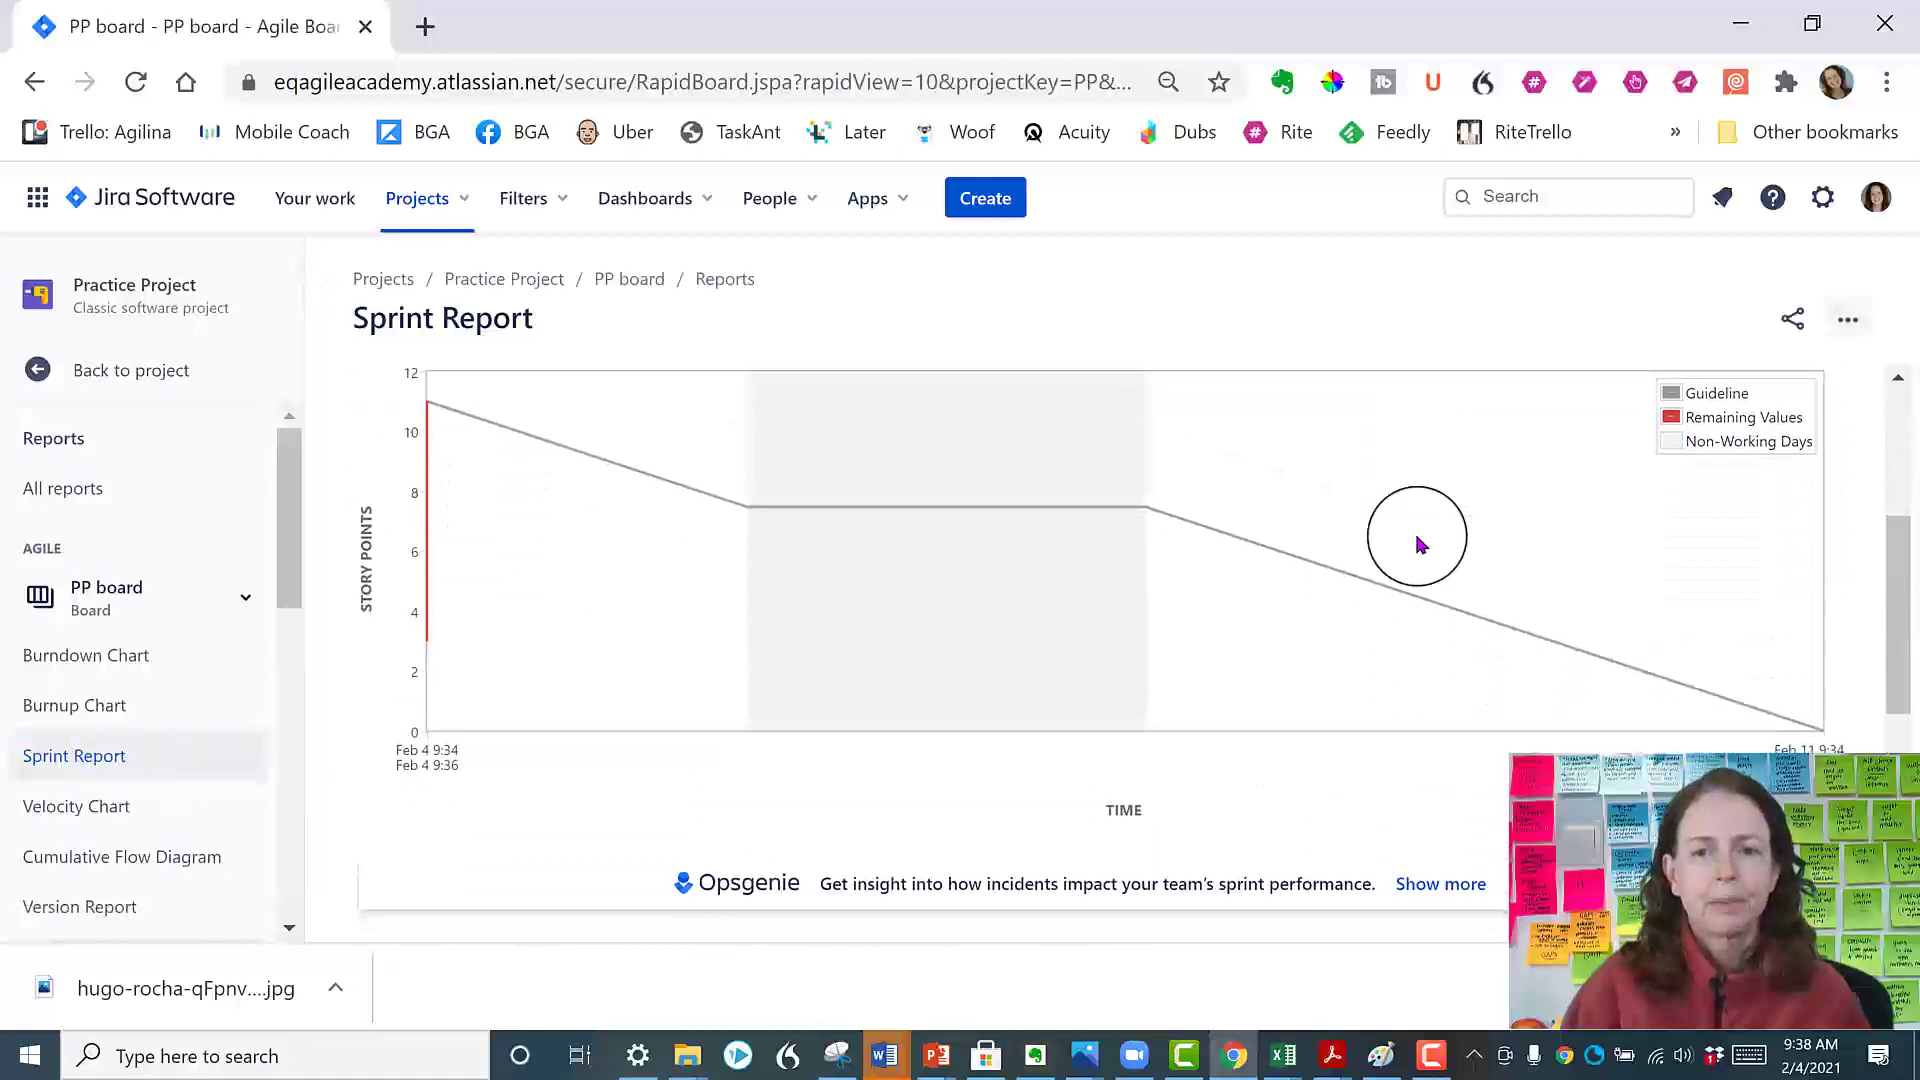 PP board - PP board - Agile Boa
eqagileacademy.atlassian.net/secure/RapidBoard.jspa?rapidView=10&projectKey=PP&...
Trello: Agilina
Mobile Coach
BGA
BGA
Uber
TaskAnt
Later
Woof
Acuity
Dubs
Rite
Feedly
RiteTrello
»
Other bookmarks
Jira Software
Your work
Projects
Filters
Dashboards
People
Apps
Create
Search
Practice Project
Classic software project
Back to project
Reports
All reports
AGILE
PP board
Board
Burndown Chart
Burnup Chart
Sprint Report
Velocity Chart
Cumulative Flow Diagram
Version Report
Projects / Practice Project / PP board / Reports
Sprint Report
STORY POINTS
12
10
8
6
4
2
0
Guideline
Remaining Values
Non-Working Days
Feb 4 9:34
Feb 4 9:36
Feb 11 9:34
TIME
Opsgenie
Get insight into how incidents impact your team's sprint performance.
Show more
hugo-rocha-qFpnv....jpg
Type here to search
9:38 AM
2/4/2021